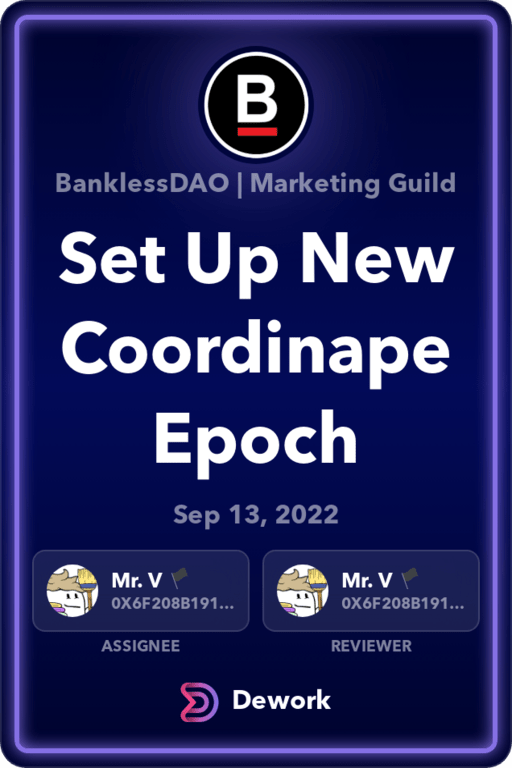 B
BanklessDAO | Marketing Guild
Set Up New
Coordinape
Epoch
Sep 13, 2022
Mr. V 🏴
0X6F208B191...
ASSIGNEE
Mr. V 🏴
0X6F208B191...
REVIEWER
Dework